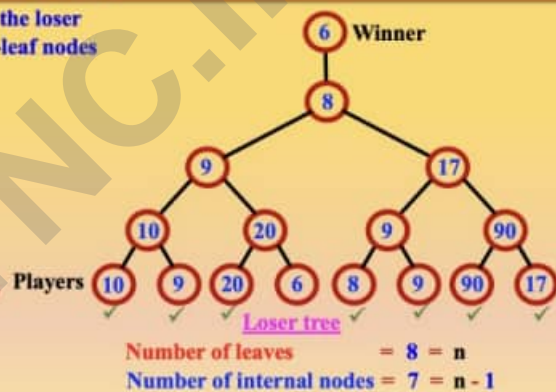 the loser
leaf nodes
6 Winner
8
9 17
10 20 9 90
Players 10 9 20 6 8 9 90 17
Loser tree
Number of leaves = 8 = n
Number of internal nodes = 7 = n - 1